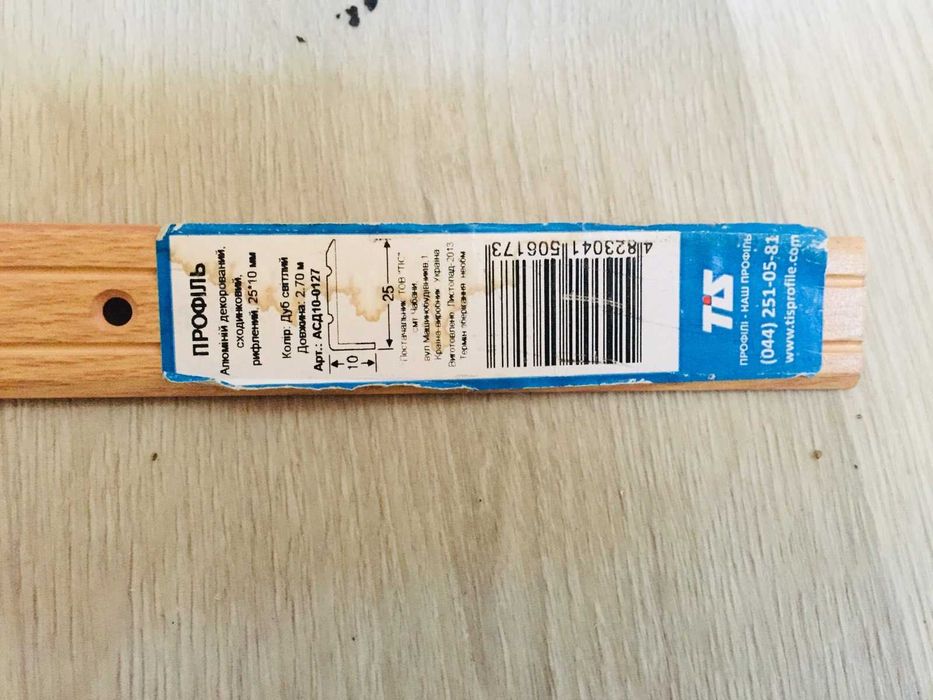 ПРОФІЛЬ
Алюміній декорований,
сходинковий,
рифлений, 25*10 мм
Колір: Дуб світлий
Довжина: 2,70 м
Арт.: АСД10-0127
10
25
Постачальник ТОВ "ТІС"
смт Чабани
вул Машинобудівників,1
Країна-виробник Україна
Виготовлено Листопад-2013
Термін зберігання необм
4823041 506173
TIS
ПРОФІЛІ - НАШ ПРОФІЛЬ
(044) 251-05-81
www.tisprofile.com